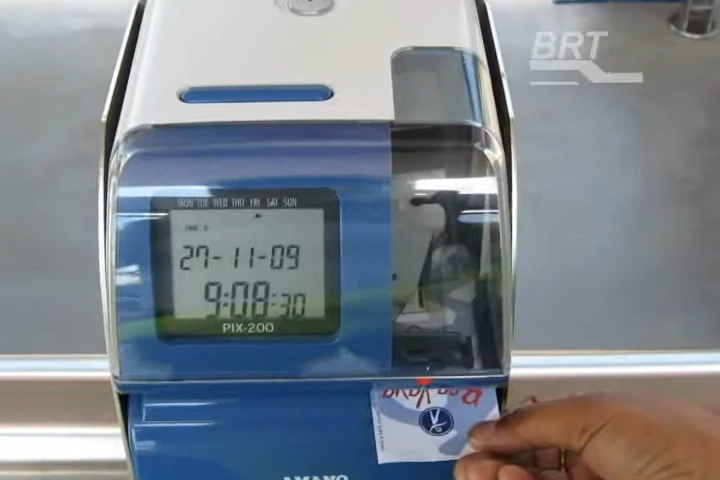 BRT
MON TUE WED THU FRI SAT SUN
27-11-09
9:08:30
PIX-200
AMANO